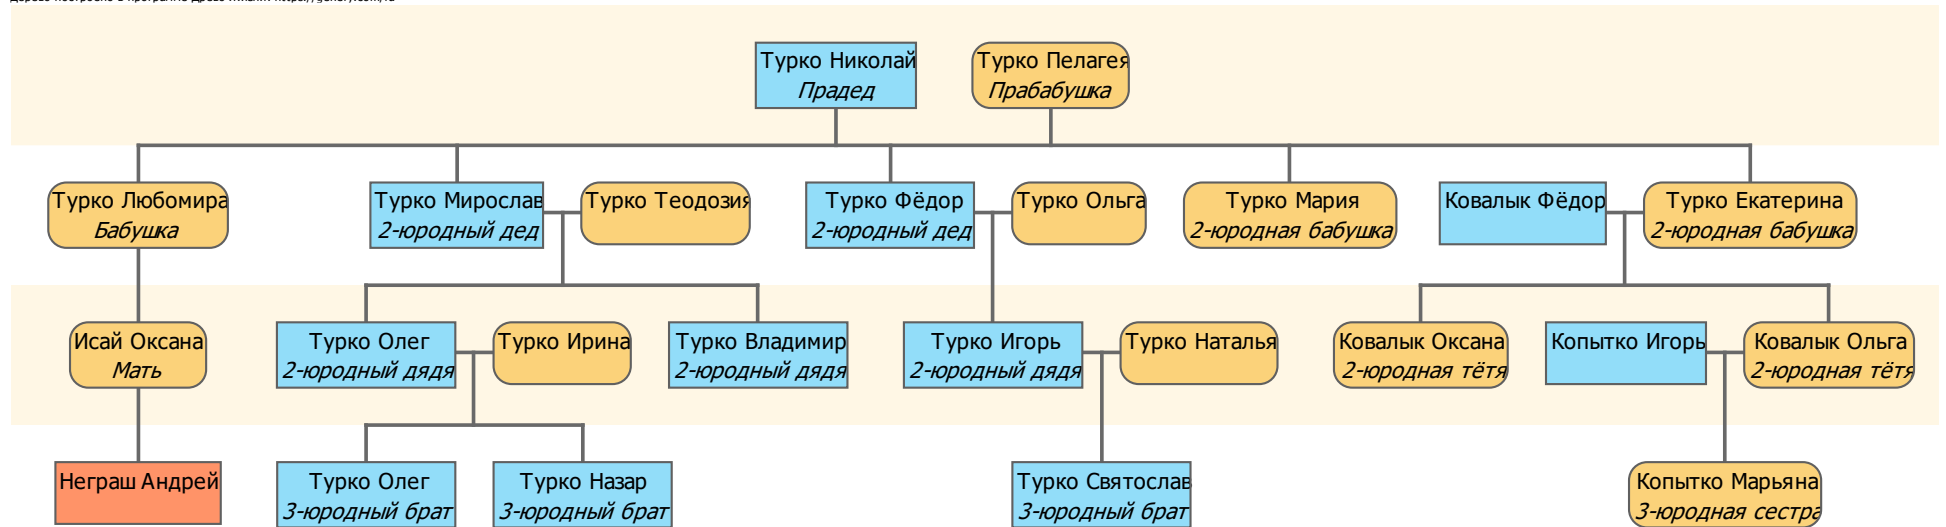 Турко Николай
Прадед
Турко Пелагея
Прабабушка
Турко Любомира
Бабушка
Турко Мирослав
2-юродный дед
Турко Теодозия
Турко Фёдор
2-юродный дед
Турко Ольга
Турко Мария
2-юродная бабушка
Ковалык Фёдор
Турко Екатерина
2-юродная бабушка
Исай Оксана
Мать
Турко Олег
2-юродный дядя
Турко Ирина
Турко Владимир
2-юродный дядя
Турко Игорь
2-юродный дядя
Турко Наталья
Ковалык Оксана
2-юродная тётя
Копытко Игорь
Ковалык Ольга
2-юродная тётя
Неграш Андрей
Турко Олег
3-юродный брат
Турко Назар
3-юродный брат
Турко Святослав
3-юродный брат
Копытко Марьяна
3-юродная сестра